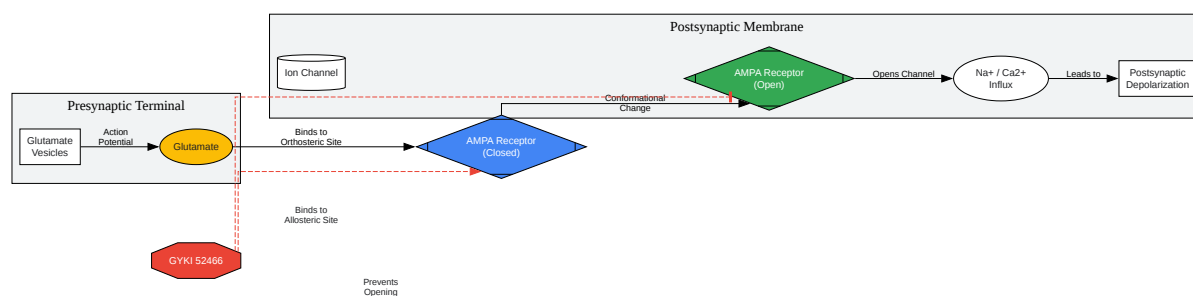 Postsynaptic Membrane
Ion Channel
AMPA Receptor
(Open)
Opens Channel
Na+ / Ca2+
Influx
Leads to
Postsynaptic
Depolarization
Presynaptic Terminal
Glutamate
Vesicles
Action
Potential
Glutamate
Binds to
Orthosteric Site
AMPA Receptor
(Closed)
Conformational
Change
Binds to
Allosteric Site
GYKI 52466
Prevents
Opening